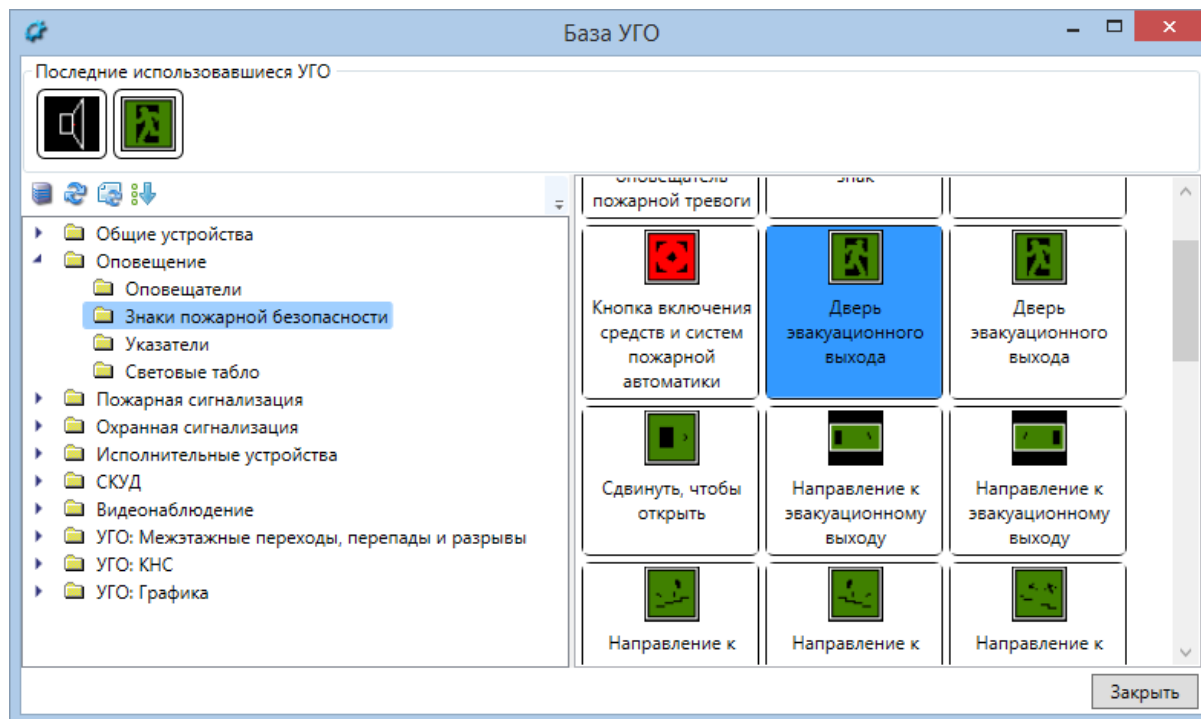 База УГО
Последние использовавшиеся УГО
Общие устройства
Оповещение
Оповещатели
Знаки пожарной безопасности
Указатели
Световые табло
Пожарная сигнализация
Охранная сигнализация
Исполнительные устройства
СКУД
Видеонаблюдение
УГО: Межэтажные переходы, перепады и разрывы
УГО: КНС
УГО: Графика
оповещатель
пожарной тревоги
знак
Кнопка включения
средств и систем
пожарной
автоматики
Дверь
эвакуационного
выхода
Дверь
эвакуационного
выхода
Сдвинуть, чтобы
открыть
Направление к
эвакуационному
выходу
Направление к
эвакуационному
выходу
Направление к
Направление к
Направление к
Закрыть